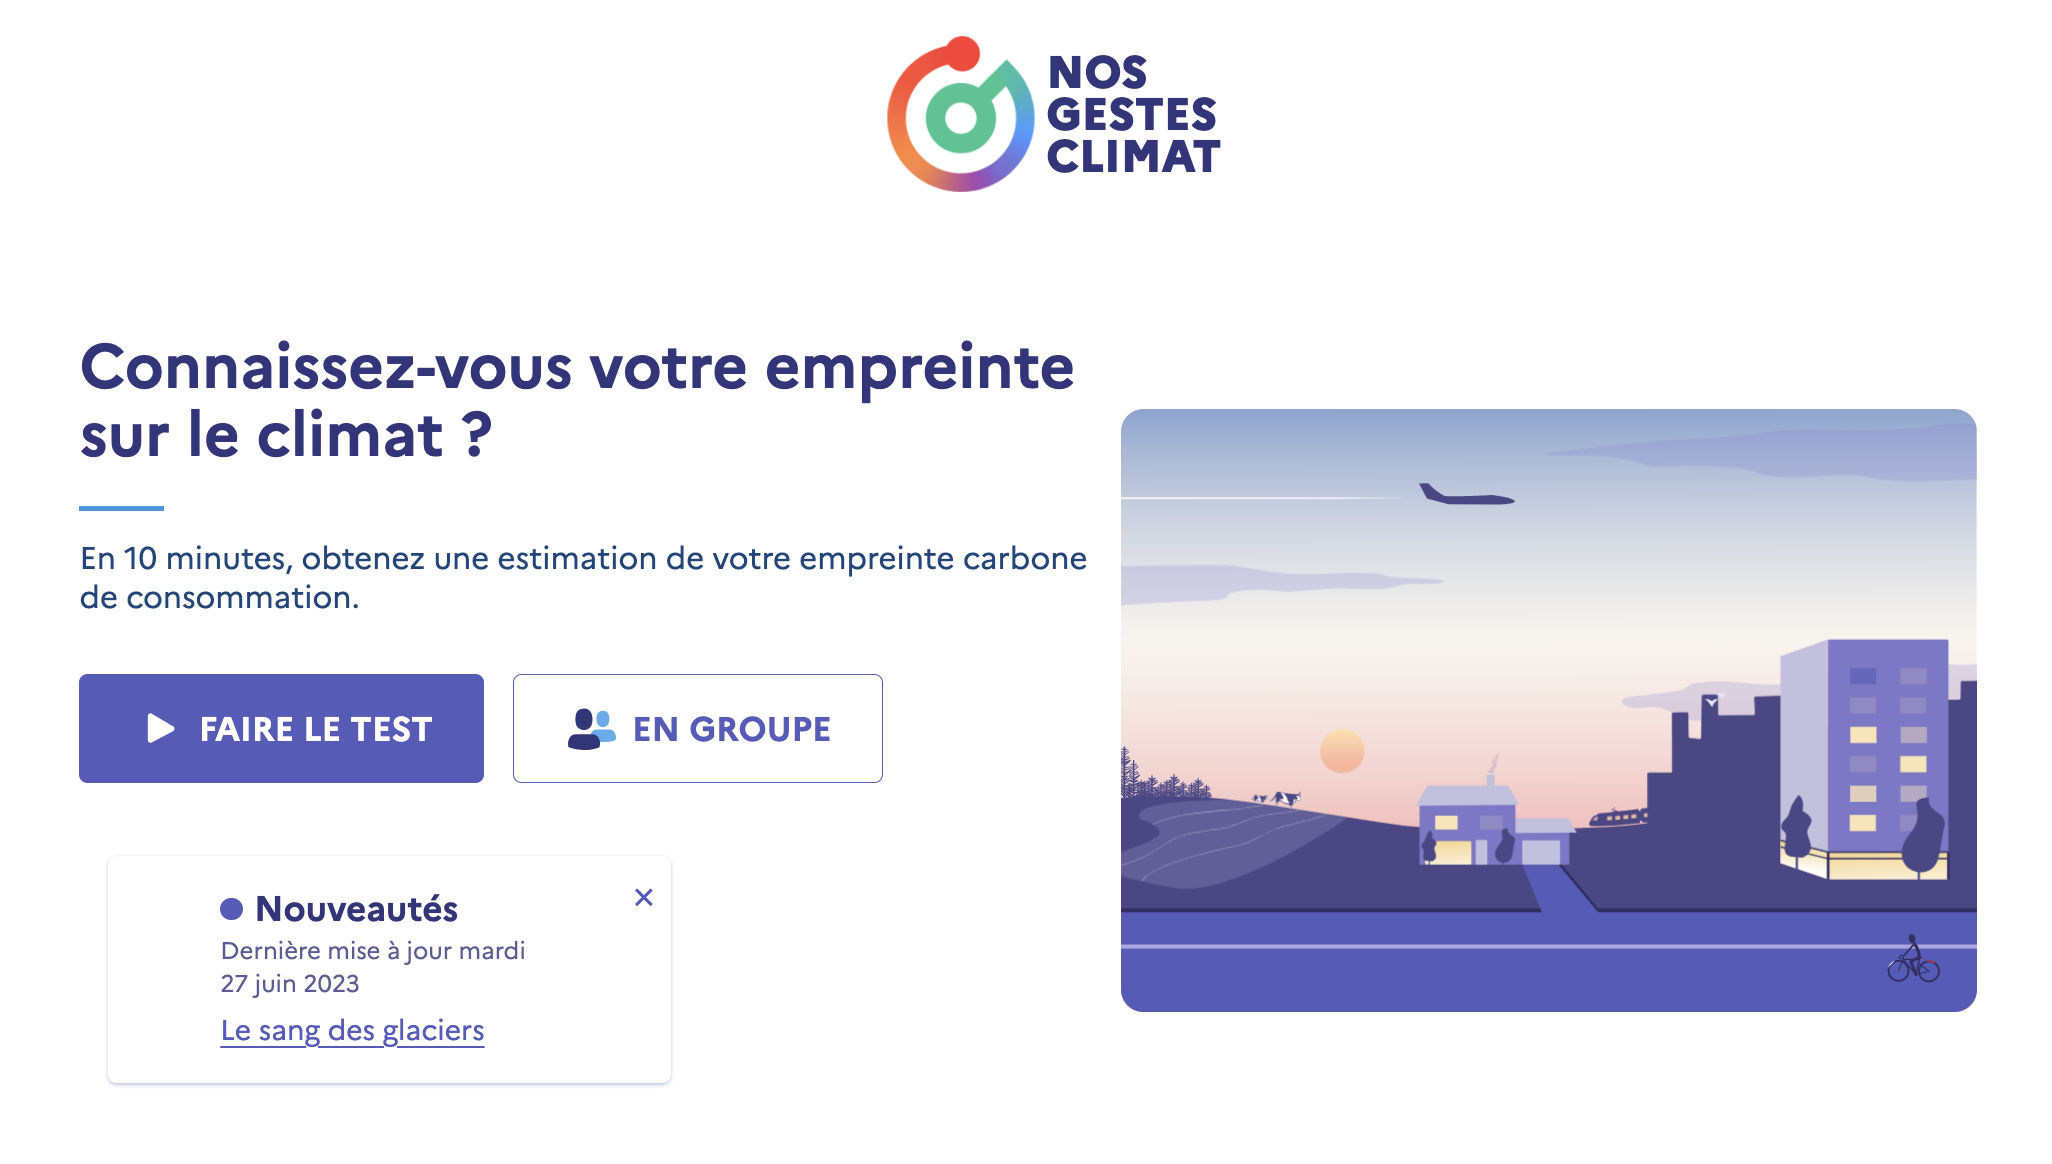 NOS
GESTES
CLIMAT
Connaissez-vous votre empreinte
sur le climat ?
En 10 minutes, obtenez une estimation de votre empreinte carbone
de consommation.
FAIRE LE TEST
EN GROUPE
Nouveautés
Dernière mise à jour mardi
27 juin 2023
Le sang des glaciers